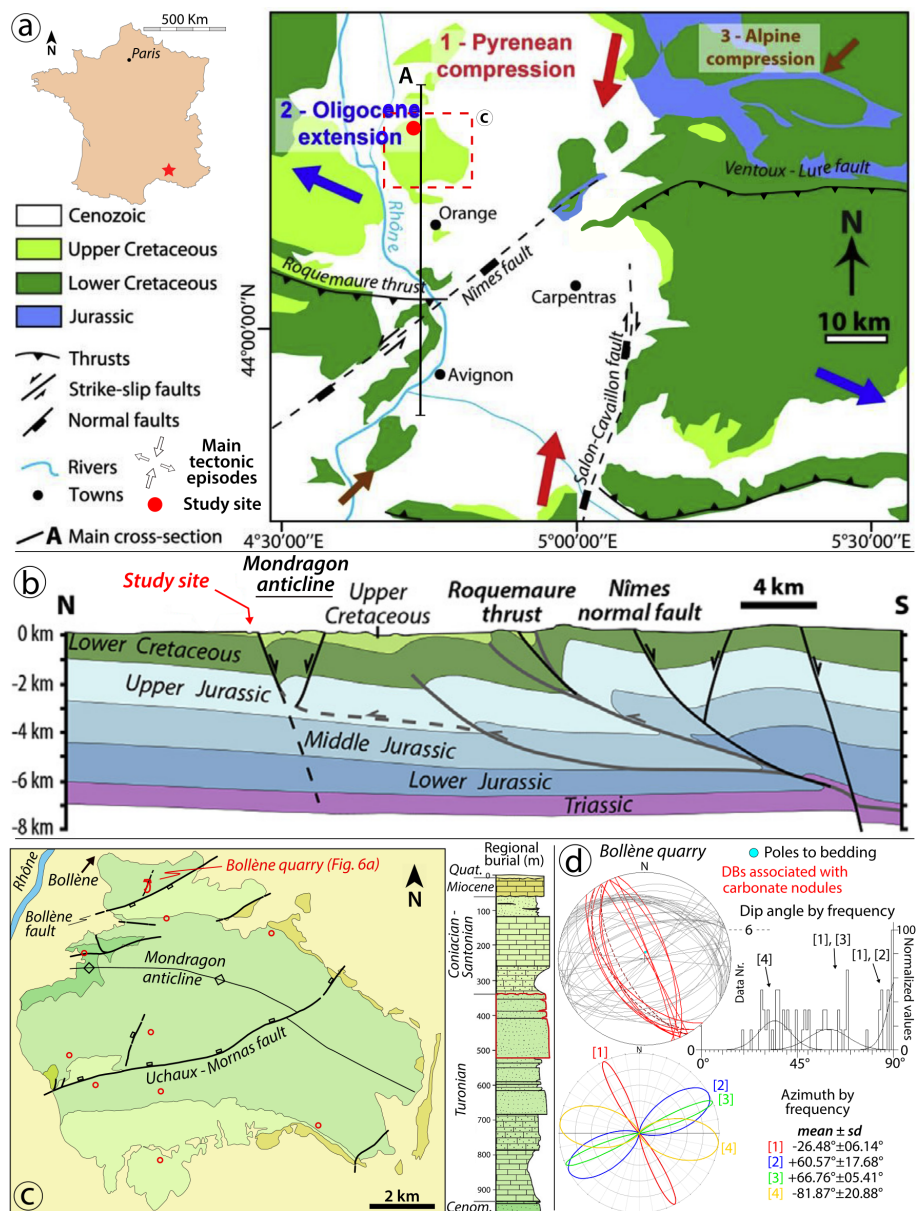 a
500 Km
N
Paris
Cenozoic
Upper Cretaceous
Lower Cretaceous
Jurassic
Thrusts
Strike-slip faults
Normal faults
Rivers
Towns
Main
tectonic
episodes
Study site
A Main cross-section
1 - Pyrenean
compression
2 - Oligocene
extension
3 - Alpine
compression
A
c
Ventoux - Lure fault
Rhône
Orange
Nîmes fault
Roquemaure thrust
Carpentras
Avignon
Salon-Cavaillon fault
N
10 km
44°00'00''N
4°30'00''E
5°00'00''E
5°30'00''E
b
Study site
Mondragon
anticline
Upper
Cretaceous
Roquemaure
thrust
Nîmes
normal fault
4 km
N
S
0 km
-2 km
-4 km
-6 km
-8 km
Lower Cretaceous
Upper Jurassic
Middle Jurassic
Lower Jurassic
Triassic
c
Rhône
Bollène
Bollène quarry (Fig. 6a)
N
Bollène
fault
Mondragon
anticline
Uchaux - Mornas fault
2 km
Regional
burial (m)
Quat.
Miocene
Conacian -
Santonian
Turonian
Cenom.
0
100
200
300
400
500
600
700
800
900
d
Bollène quarry
N
Poles to bedding
DBs associated with
carbonate nodules
Dip angle by frequency
6
100
Data Nr.
Normalized values
[4]
[1], [3]
[1], [2]
0
0°
45°
90°
N
[1]
[2]
[3]
[4]
Azimuth by
frequency
mean ± sd
[1] -26.48°±06.14°
[2] +60.57°±17.68°
[3] +66.76°±05.41°
[4] -81.87°±20.88°